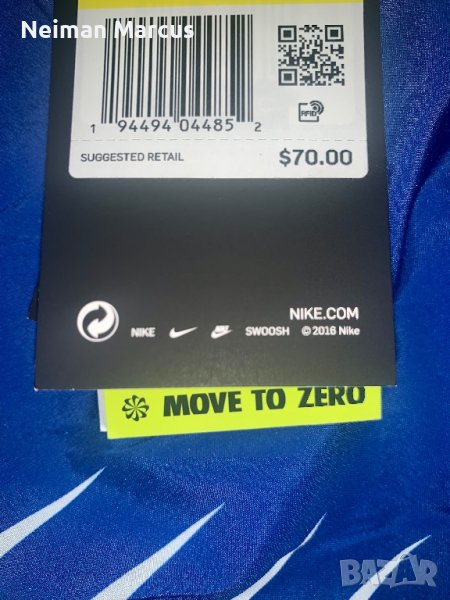 Neiman Marcus
1 94494 04485 2
RFID
SUGGESTED RETAIL $70.00
NIKE.COM
NIKE SWOOSH © 2016 Nike
MOVE TO ZERO
BAZAR